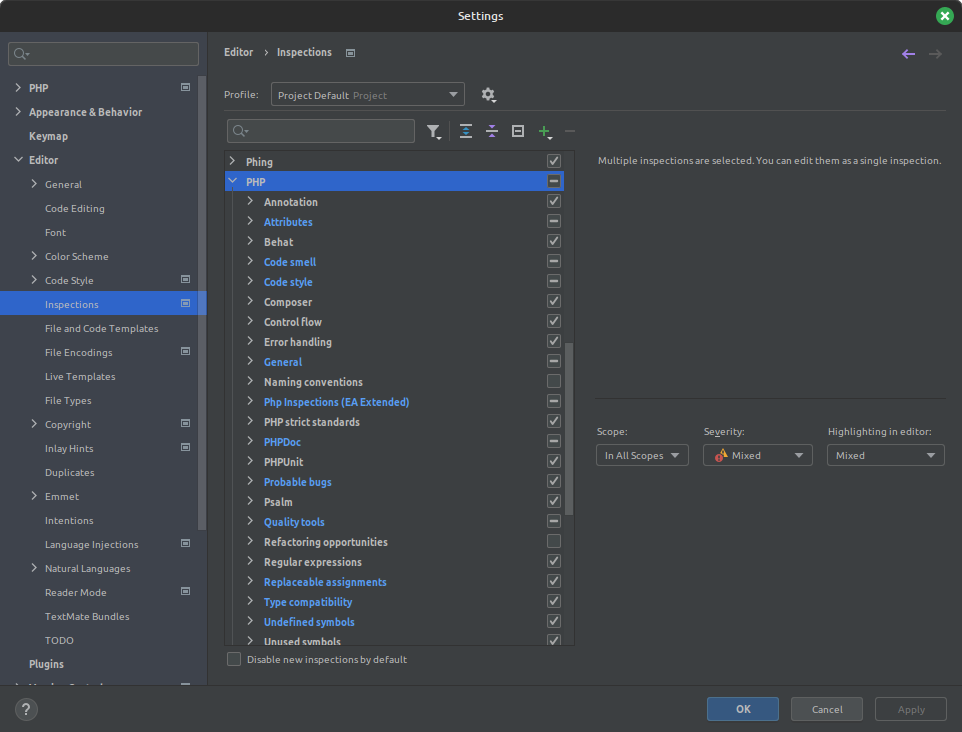 Settings
Editor › Inspections
PHP
Appearance & Behavior
Keymap
Editor
General
Code Editing
Font
Color Scheme
Code Style
Inspections
File and Code Templates
File Encodings
Live Templates
File Types
Copyright
Inlay Hints
Duplicates
Emmet
Intentions
Language Injections
Natural Languages
Reader Mode
TextMate Bundles
TODO
Plugins
Profile: Project Default Project
Phing
PHP
Annotation
Attributes
Behat
Code smell
Code style
Composer
Control flow
Error handling
General
Naming conventions
Php Inspections (EA Extended)
PHP strict standards
PHPDoc
PHPUnit
Probable bugs
Psalm
Quality tools
Refactoring opportunities
Regular expressions
Replaceable assignments
Type compatibility
Undefined symbols
Unused symbols
Disable new inspections by default
Multiple inspections are selected. You can edit them as a single inspection.
Scope: Severity: Highlighting in editor:
In All Scopes Mixed Mixed
? OK Cancel Apply